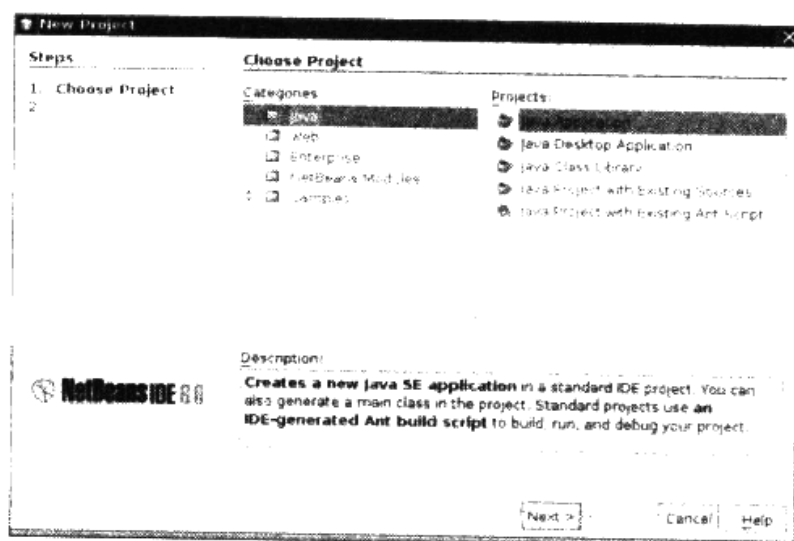 New Project
Steps
Choose Project
1. Choose Project
2
Categories
Projects:
Java
Java Application
Web
Java Desktop Application
Enterprise
Java Class Library
NetBeans Modules
Java Project with Existing Sources
Samples
Java Project with Existing Ant Script
Description:
NetBeans IDE
Creates a new Java SE application in a standard IDE project. You can
also generate a main class in the project. Standard projects use an
IDE-generated Ant build script to build, run, and debug your project.
Next >
Cancel
Help